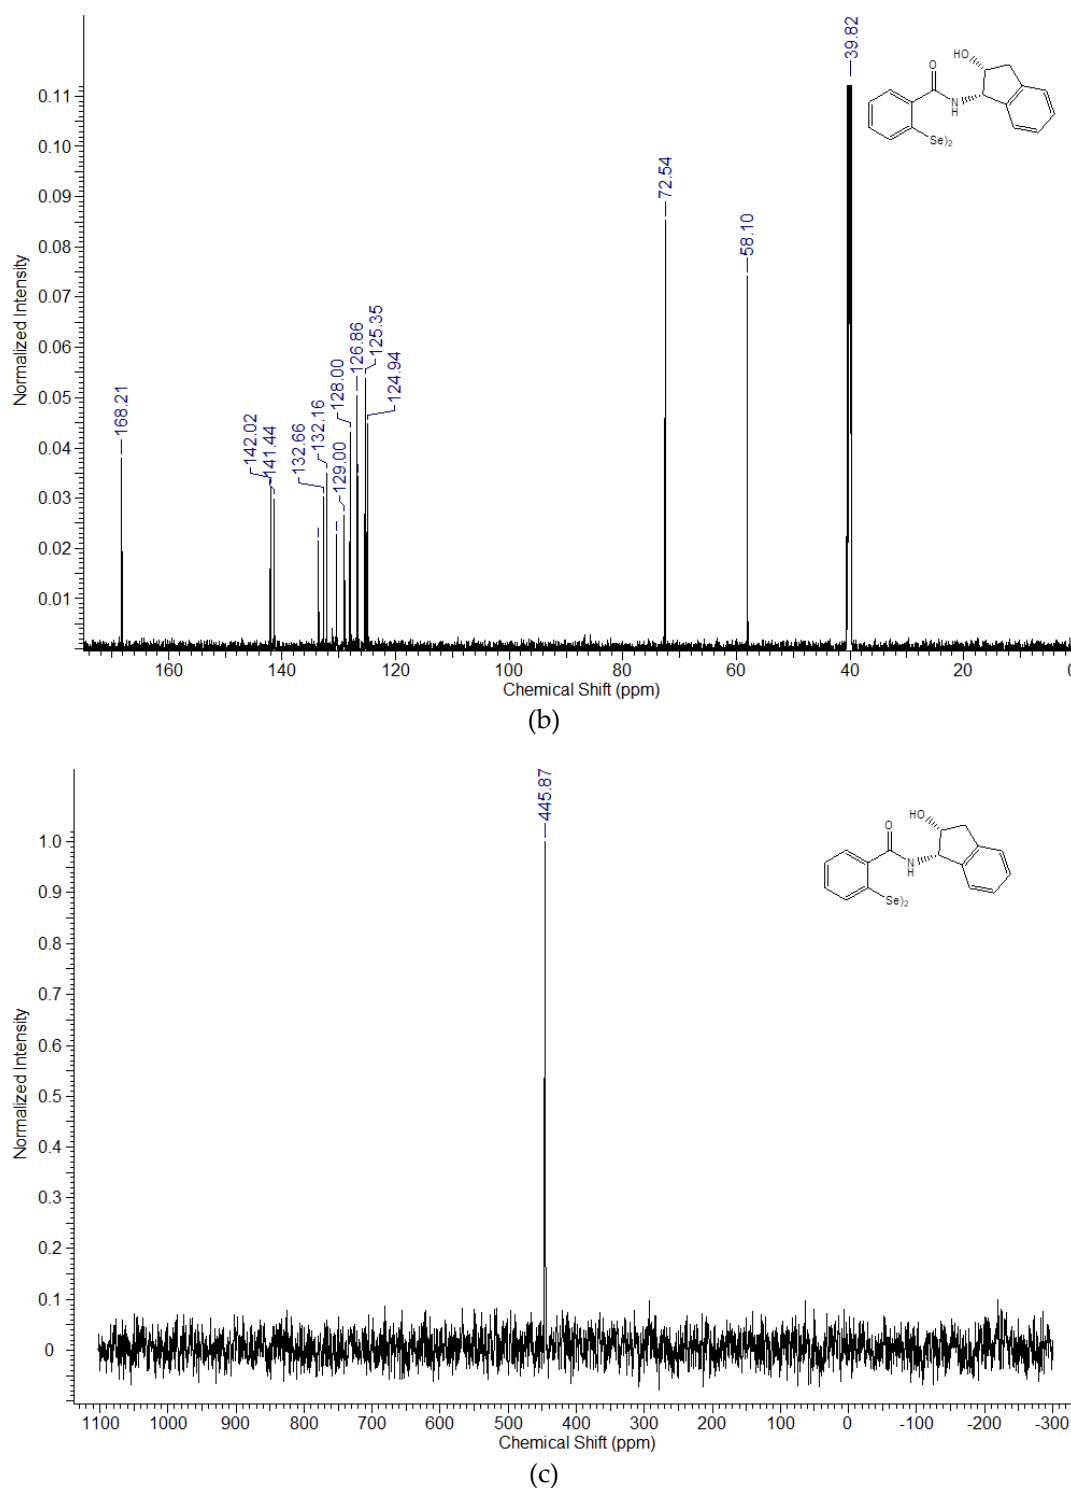 39.82
HO
O
N
H
Se)2
0.11
0.10
0.09
0.08
0.07
0.06
0.05
0.04
0.03
0.02
0.01
Normalized Intensity
168.21
142.02
141.44
132.66
132.16
129.00
128.00
126.86
125.35
124.94
72.54
58.10
160 140 120 100 80 60 40 20 0
Chemical Shift (ppm)
(b)
445.87
HO
O
N
H
Se)2
1.0
0.9
0.8
0.7
0.6
0.5
0.4
0.3
0.2
0.1
0
Normalized Intensity
1100 1000 900 800 700 600 500 400 300 200 100 0 -100 -200 -300
Chemical Shift (ppm)
(c)